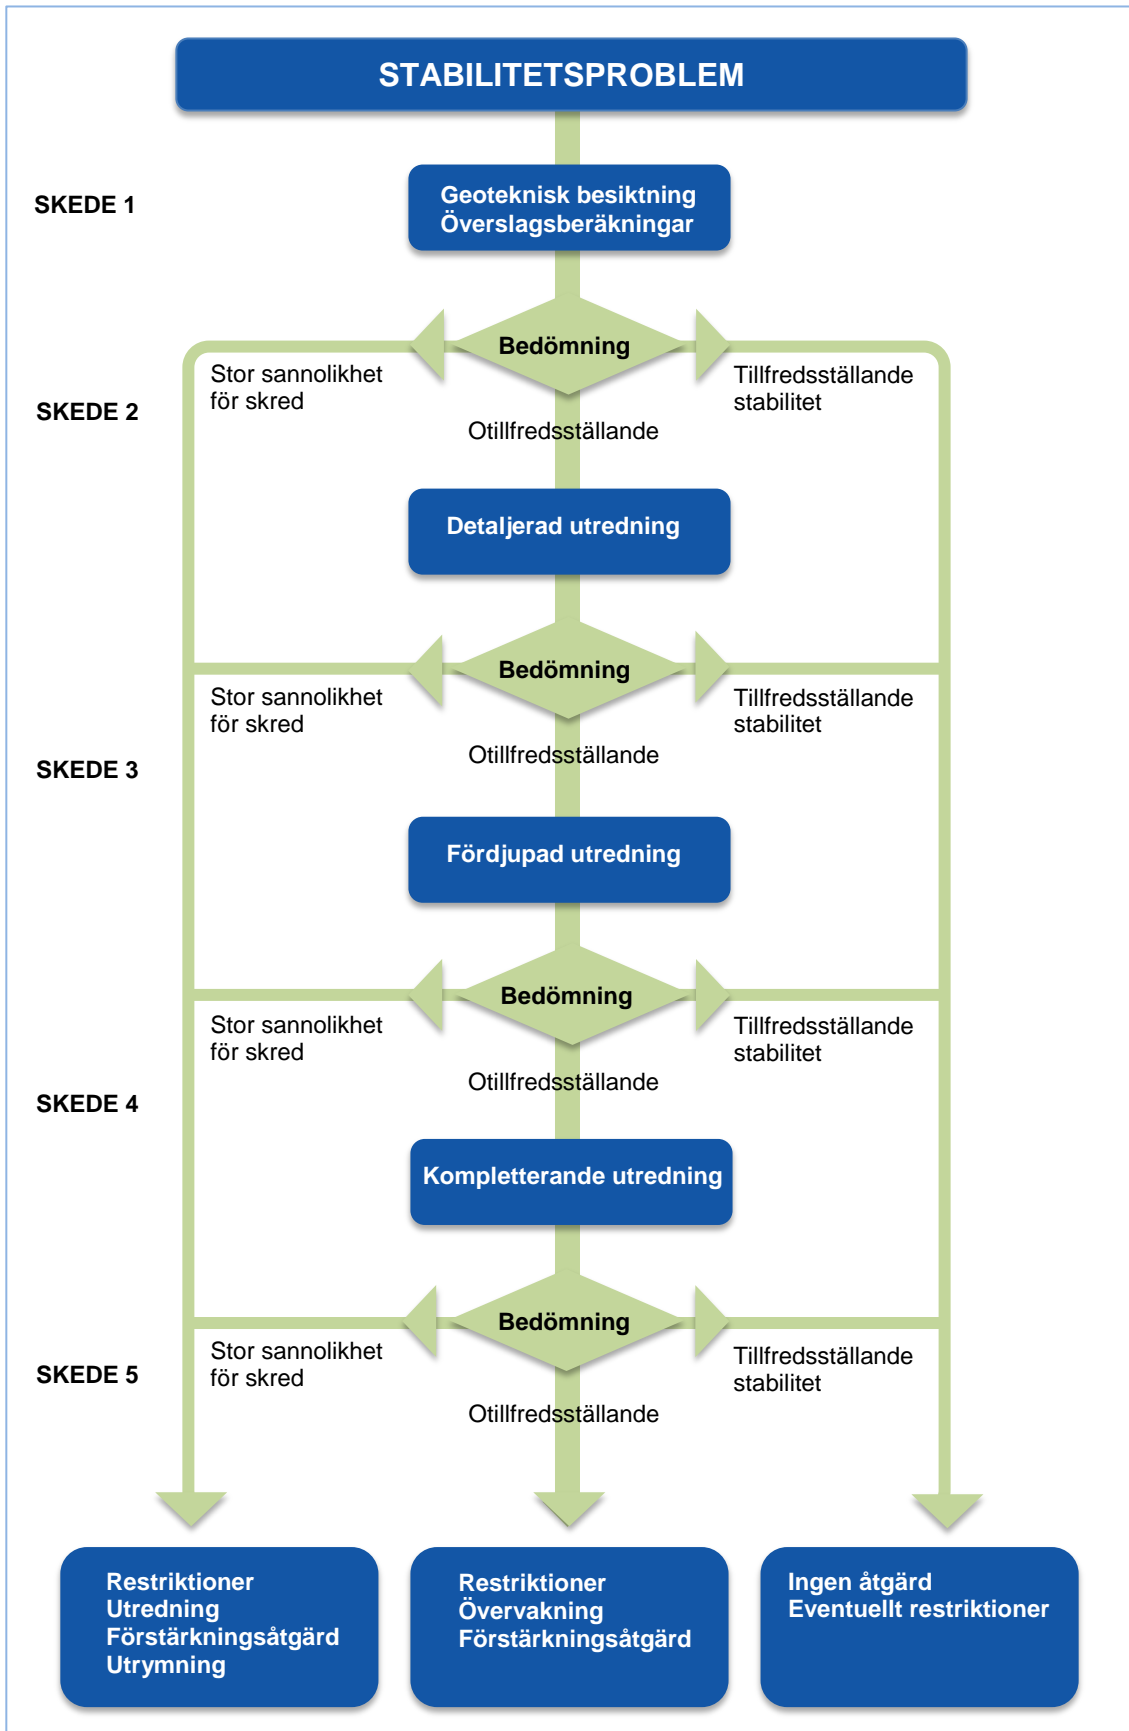 STABILITETSPROBLEM
SKEDE 1
Geoteknisk besiktning
Överslagsberäkningar
Bedömning
Stor sannolikhet
för skred
Tillfredsställande
stabilitet
SKEDE 2
Otillfredsställande
Detaljerad utredning
Bedömning
Stor sannolikhet
för skred
Tillfredsställande
stabilitet
Otillfredsställande
SKEDE 3
Fördjupad utredning
Bedömning
Stor sannolikhet
för skred
Tillfredsställande
stabilitet
Otillfredsställande
SKEDE 4
Kompletterande utredning
Bedömning
Stor sannolikhet
för skred
Tillfredsställande
stabilitet
SKEDE 5
Otillfredsställande
Restriktioner
Utredning
Förstärkningsåtgärd
Utrymning
Restriktioner
Övervakning
Förstärkningsåtgärd
Ingen åtgärd
Eventuellt restriktioner